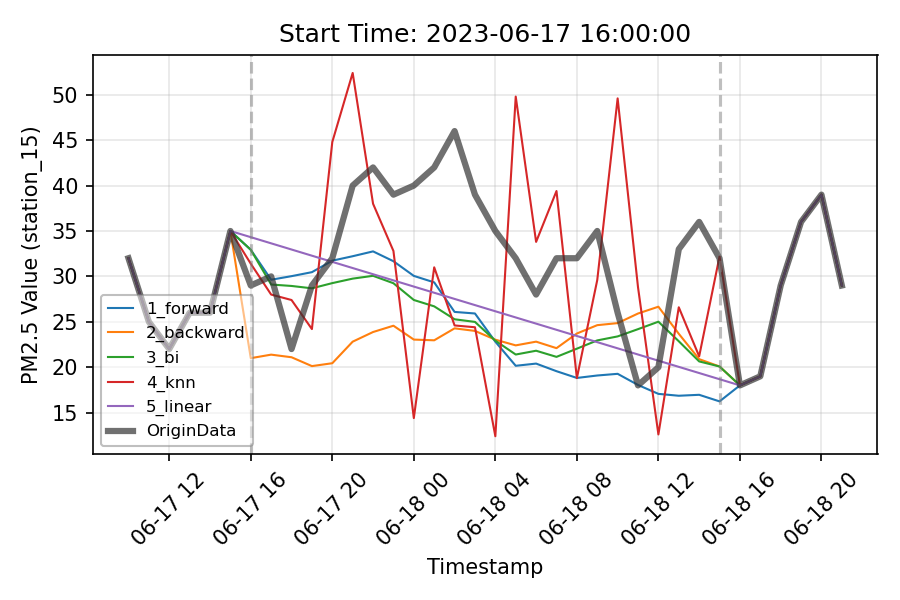 Start Time: 2023-06-17 16:00:00
PM2.5 Value (station_15)
50
45
40
35
30
25
20
15
1_forward
2_backward
3_bi
4_knn
5_linear
OriginData
06-17 12
06-17 16
06-17 20
06-18 00
06-18 04
06-18 08
06-18 12
06-18 16
06-18 20
Timestamp